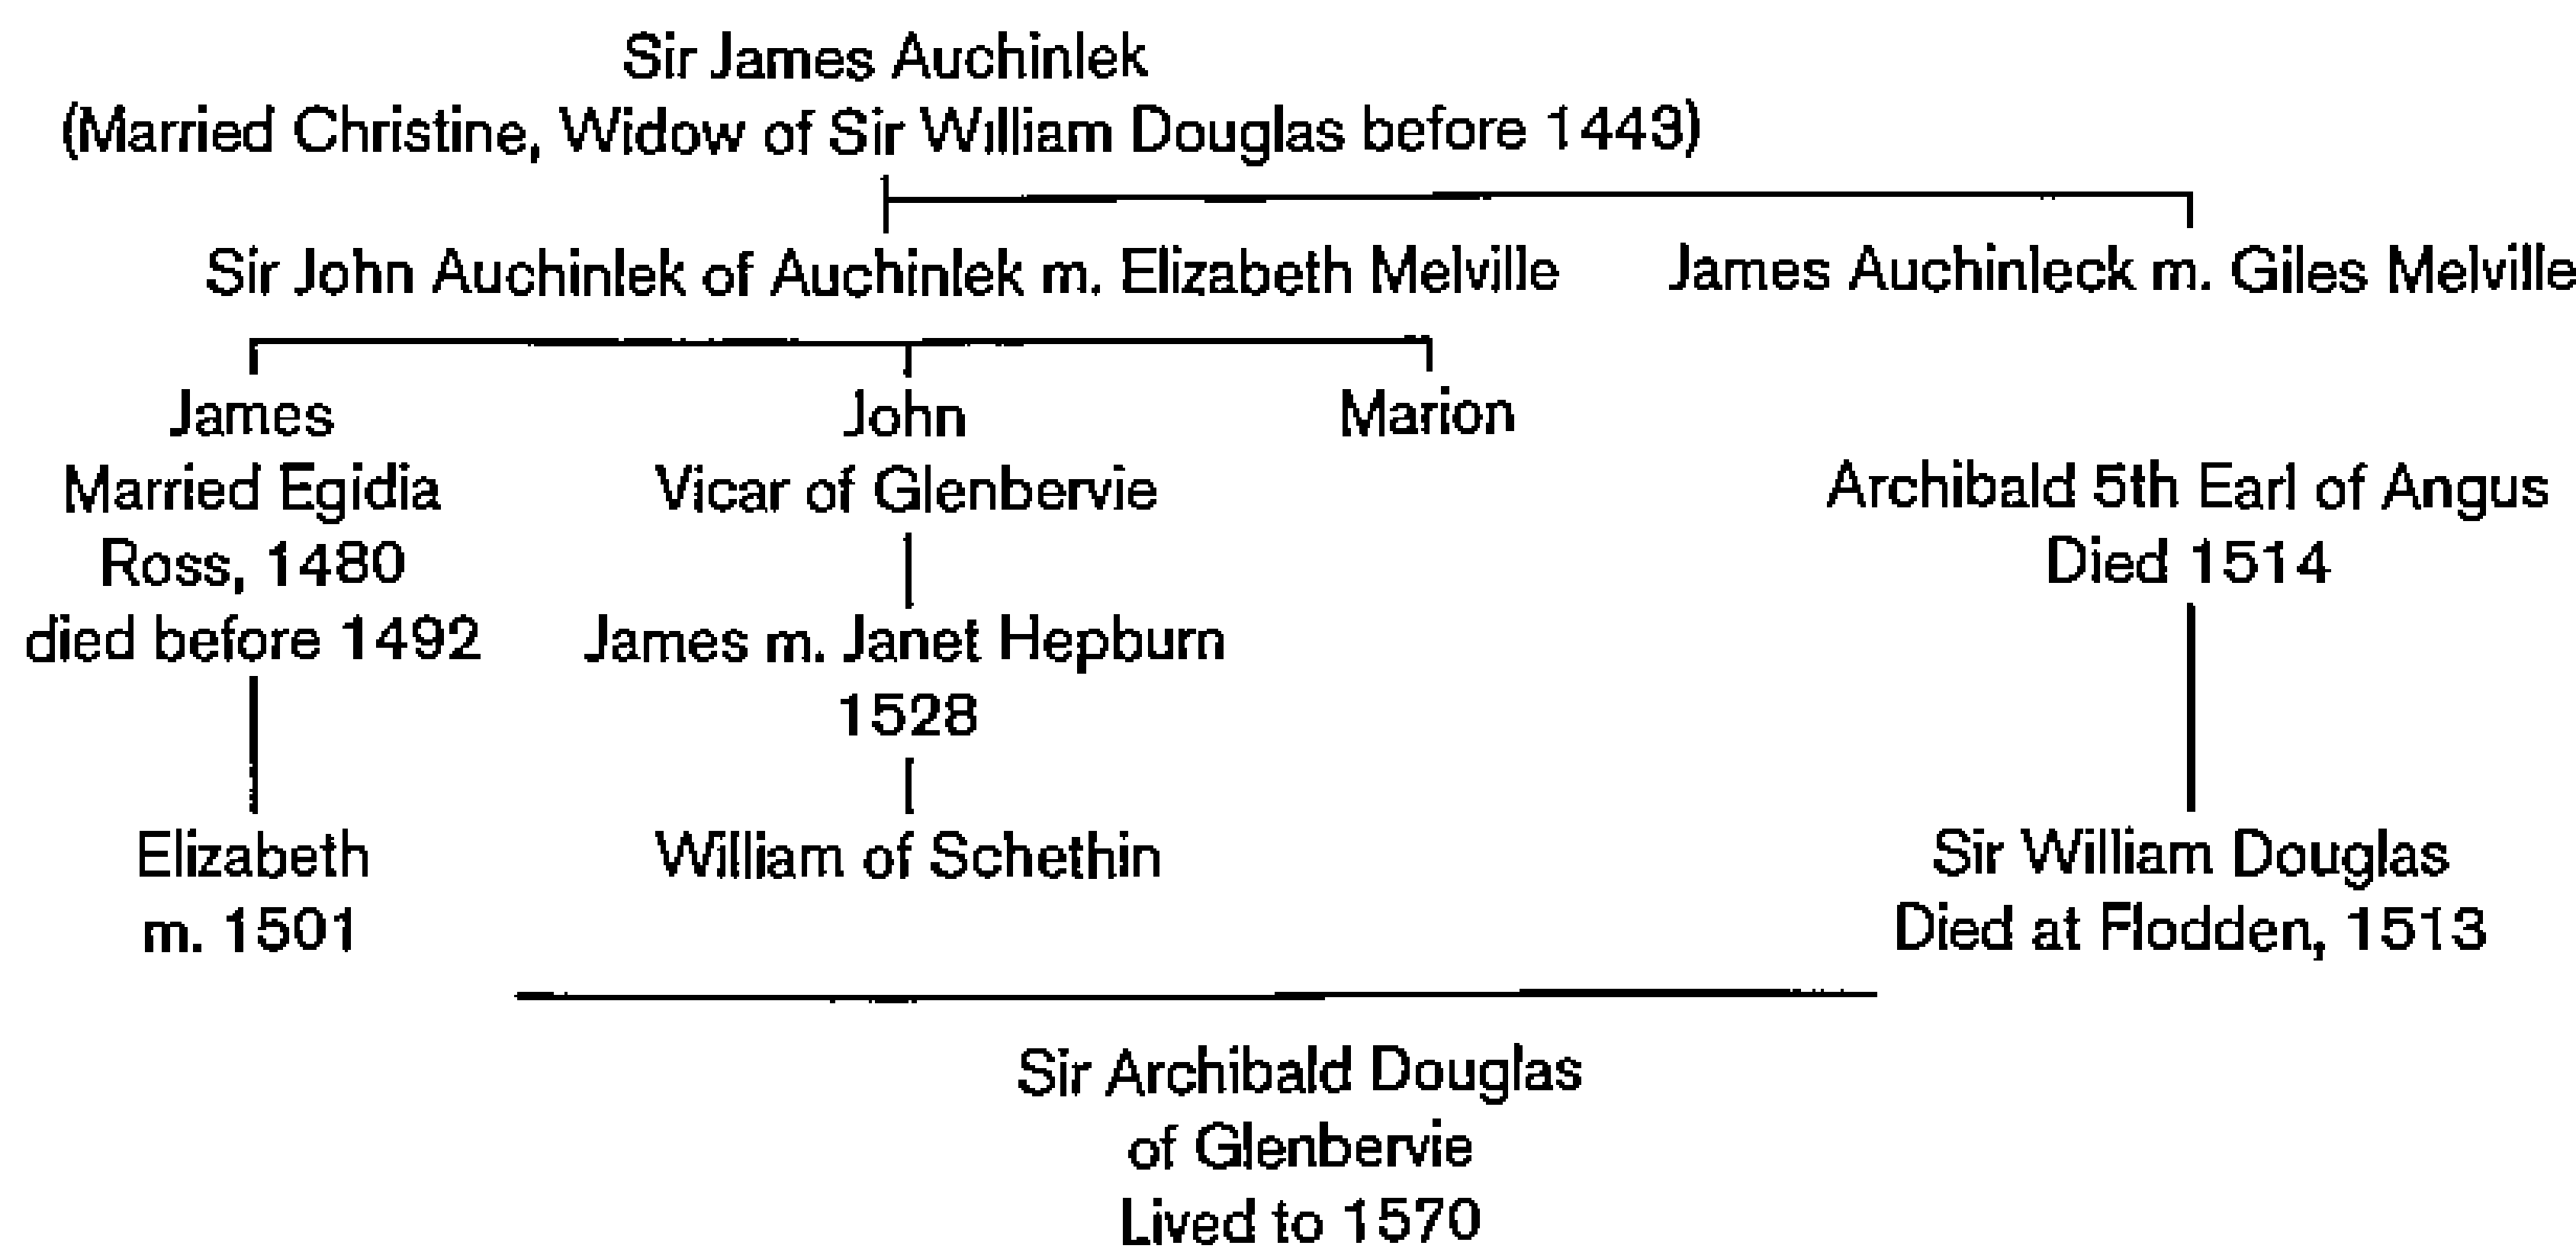 Sir James Auchinlek
(Married Christine, Widow of Sir William Douglas before 1443)
Sir John Auchinlek of Auchinlek m. Elizabeth Melville
James Auchinleck m. Giles Melville
James
Married Egidia
Ross, 1480
died before 1492
John
Vicar of Glenbervie
Marion
Archibald 5th Earl of Angus
Died 1514
James m. Janet Hepburn
1528
Elizabeth
m. 1501
William of Schethin
Sir William Douglas
Died at Flodden, 1513
Sir Archibald Douglas
of Glenbervie
Lived to 1570